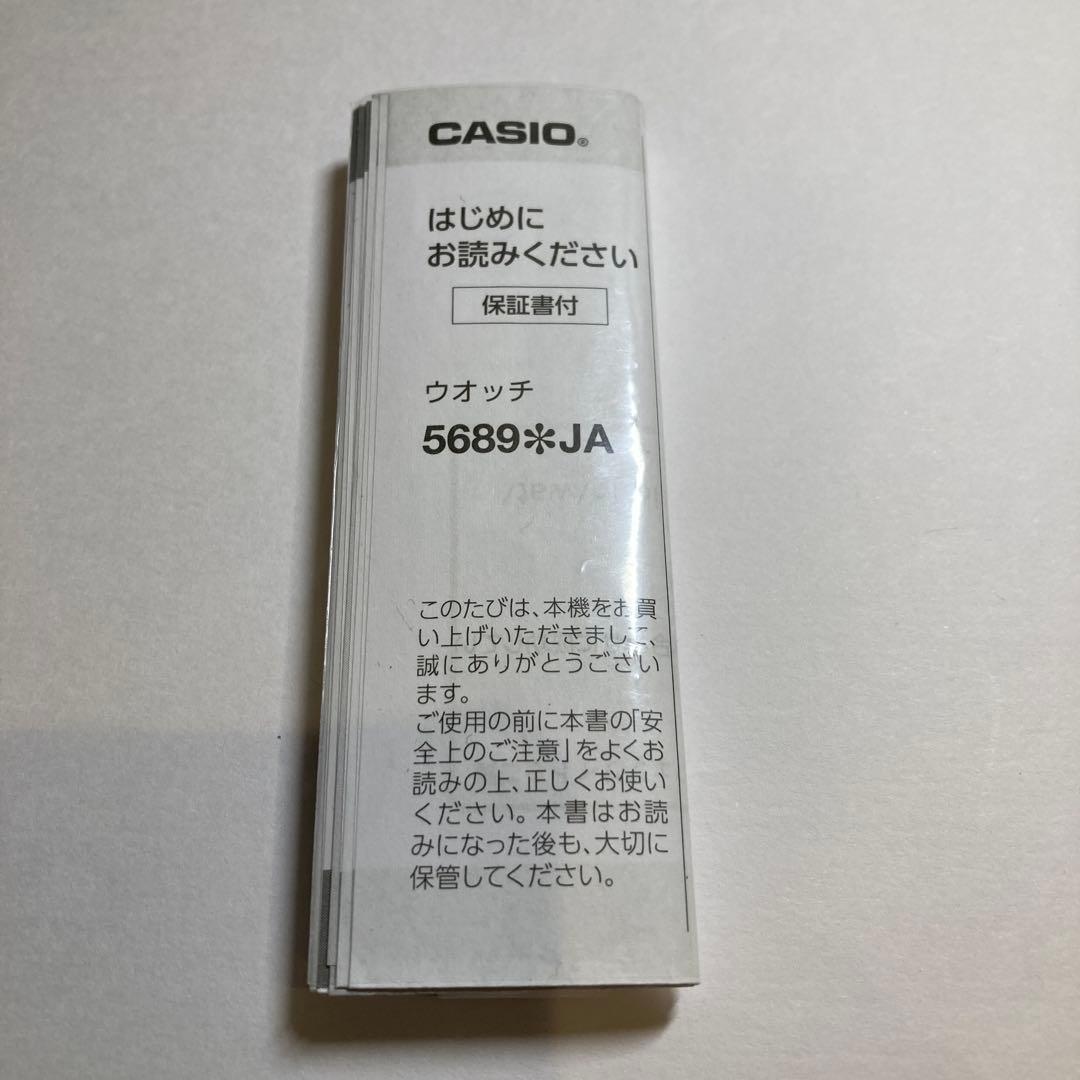 CASIO®
はじめに
お読みください
保証書付
ウオッチ
5689✻JA
このたびは、本機をお買
い上げいただきまして、
誠にありがとうござい
ます。
ご使用の前に本書の「安
全上のご注意」をよくお
読みの上、正しくお使い
ください。本書はお読
みになった後も、大切に
保管してください。